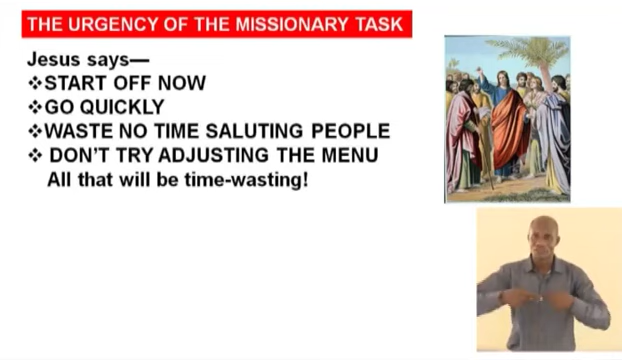 THE URGENCY OF THE MISSIONARY TASK
Jesus says—
❖START OFF NOW
❖GO QUICKLY
❖WASTE NO TIME SALUTING PEOPLE
❖ DON'T TRY ADJUSTING THE MENU
All that will be time-wasting!